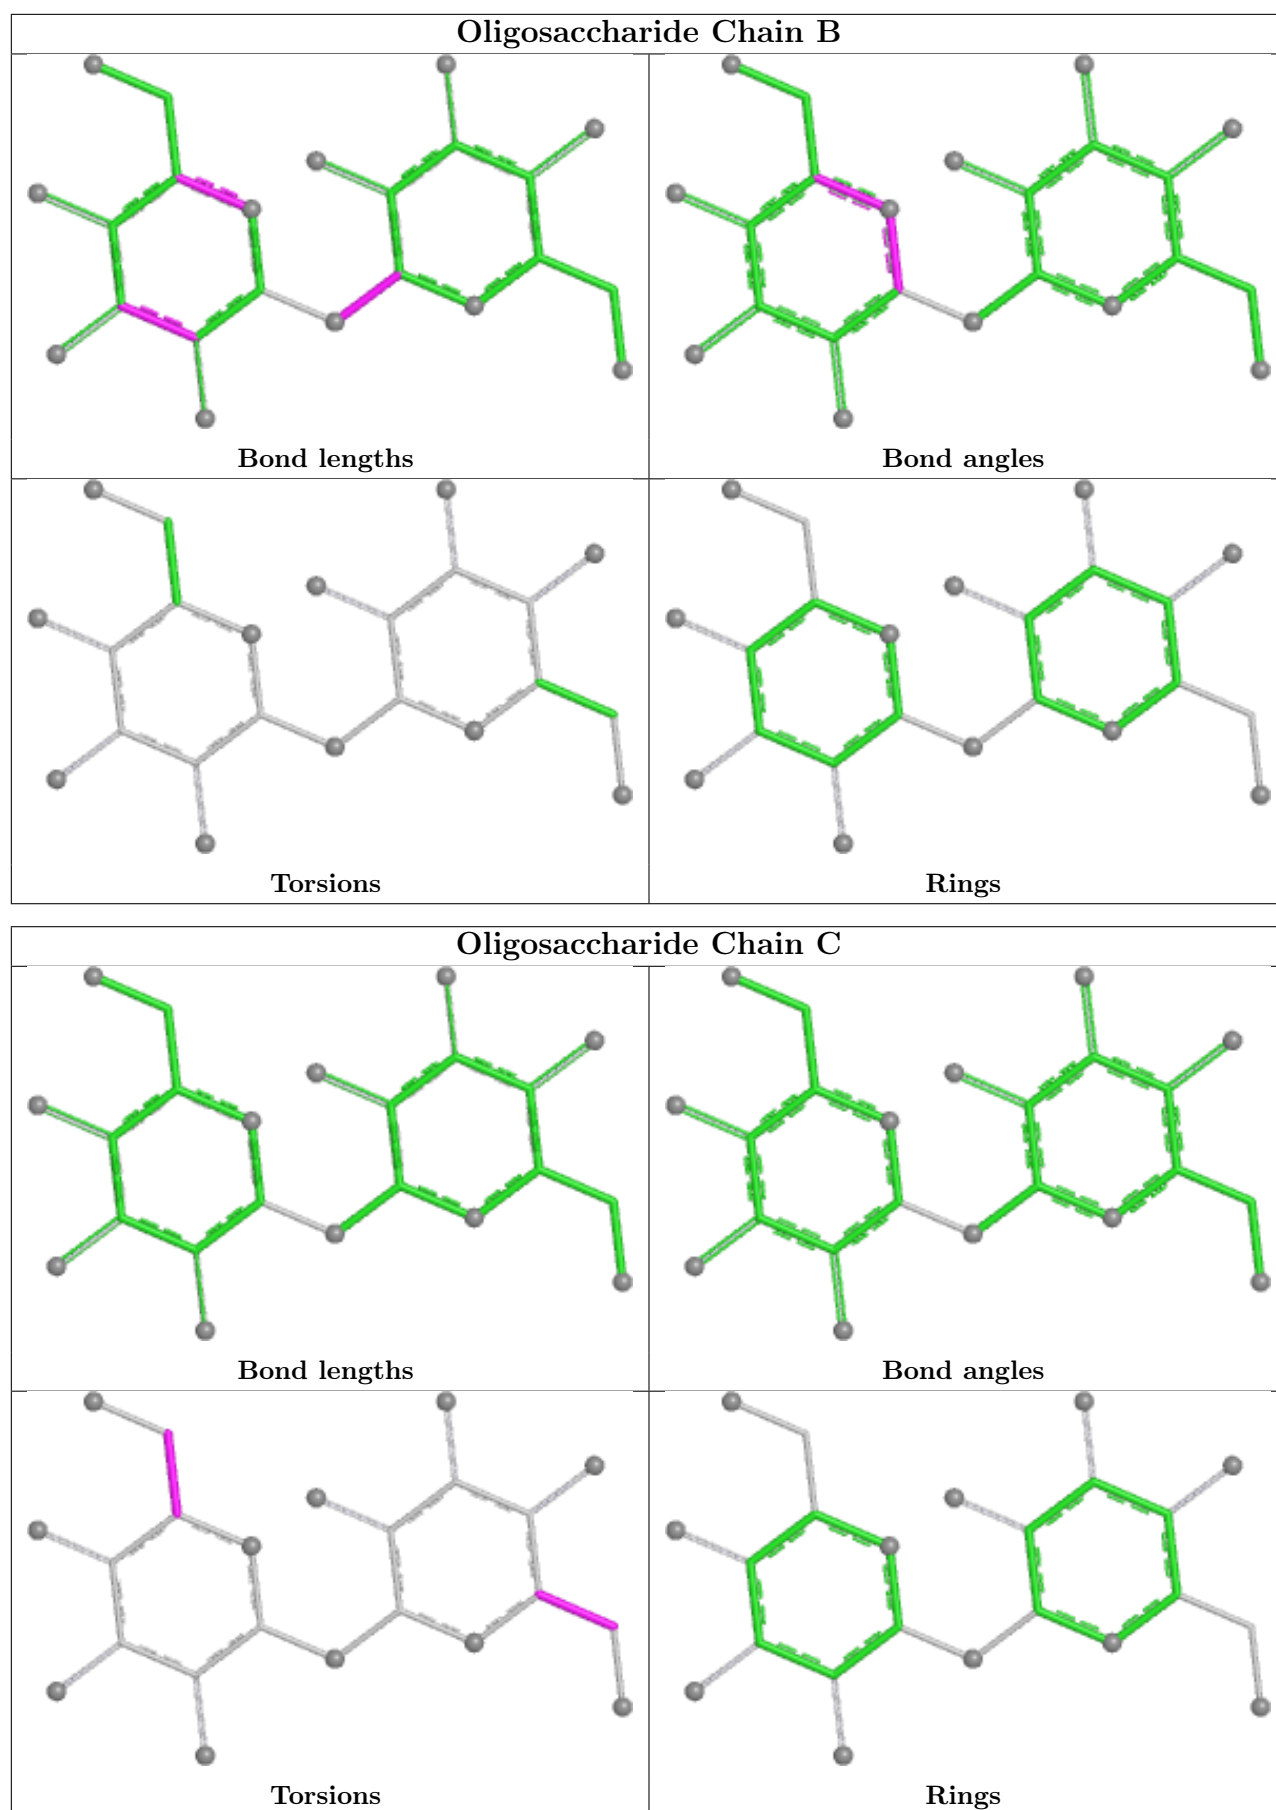 Oligosaccharide Chain B
Bond lengths
Bond angles
Torsions
Rings
Oligosaccharide Chain C
Bond lengths
Bond angles
Torsions
Rings